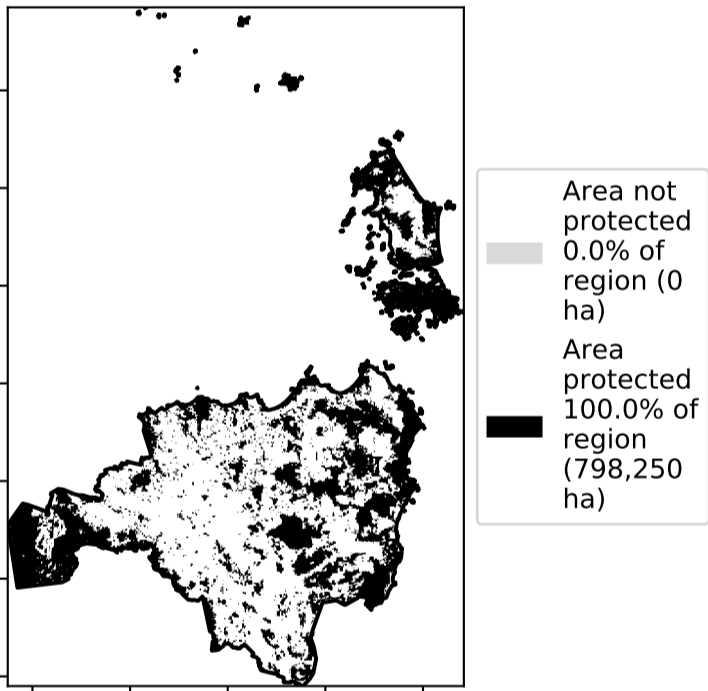 Area not
protected
0.0% of
region (0
ha)
Area
protected
100.0% of
region
(798,250
ha)